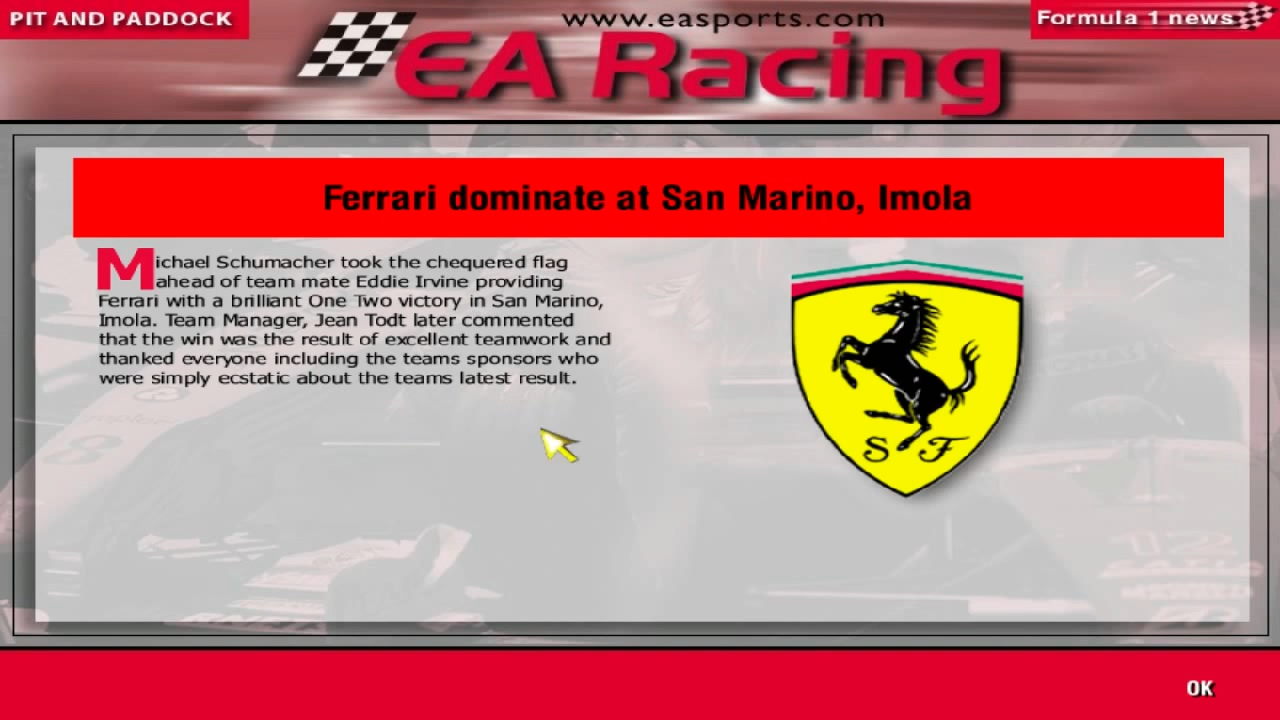 PIT AND PADDOCK
www.easports.com
Formula 1 news
EA Racing
Ferrari dominate at San Marino, Imola
Michael Schumacher took the chequered flag
ahead of team mate Eddie Irvine providing
Ferrari with a brilliant One Two victory in San Marino,
Imola. Team Manager, Jean Todt later commented
that the win was the result of excellent teamwork and
thanked everyone including the teams sponsors who
were simply ecstatic about the teams latest result.
S F
8
12
OK